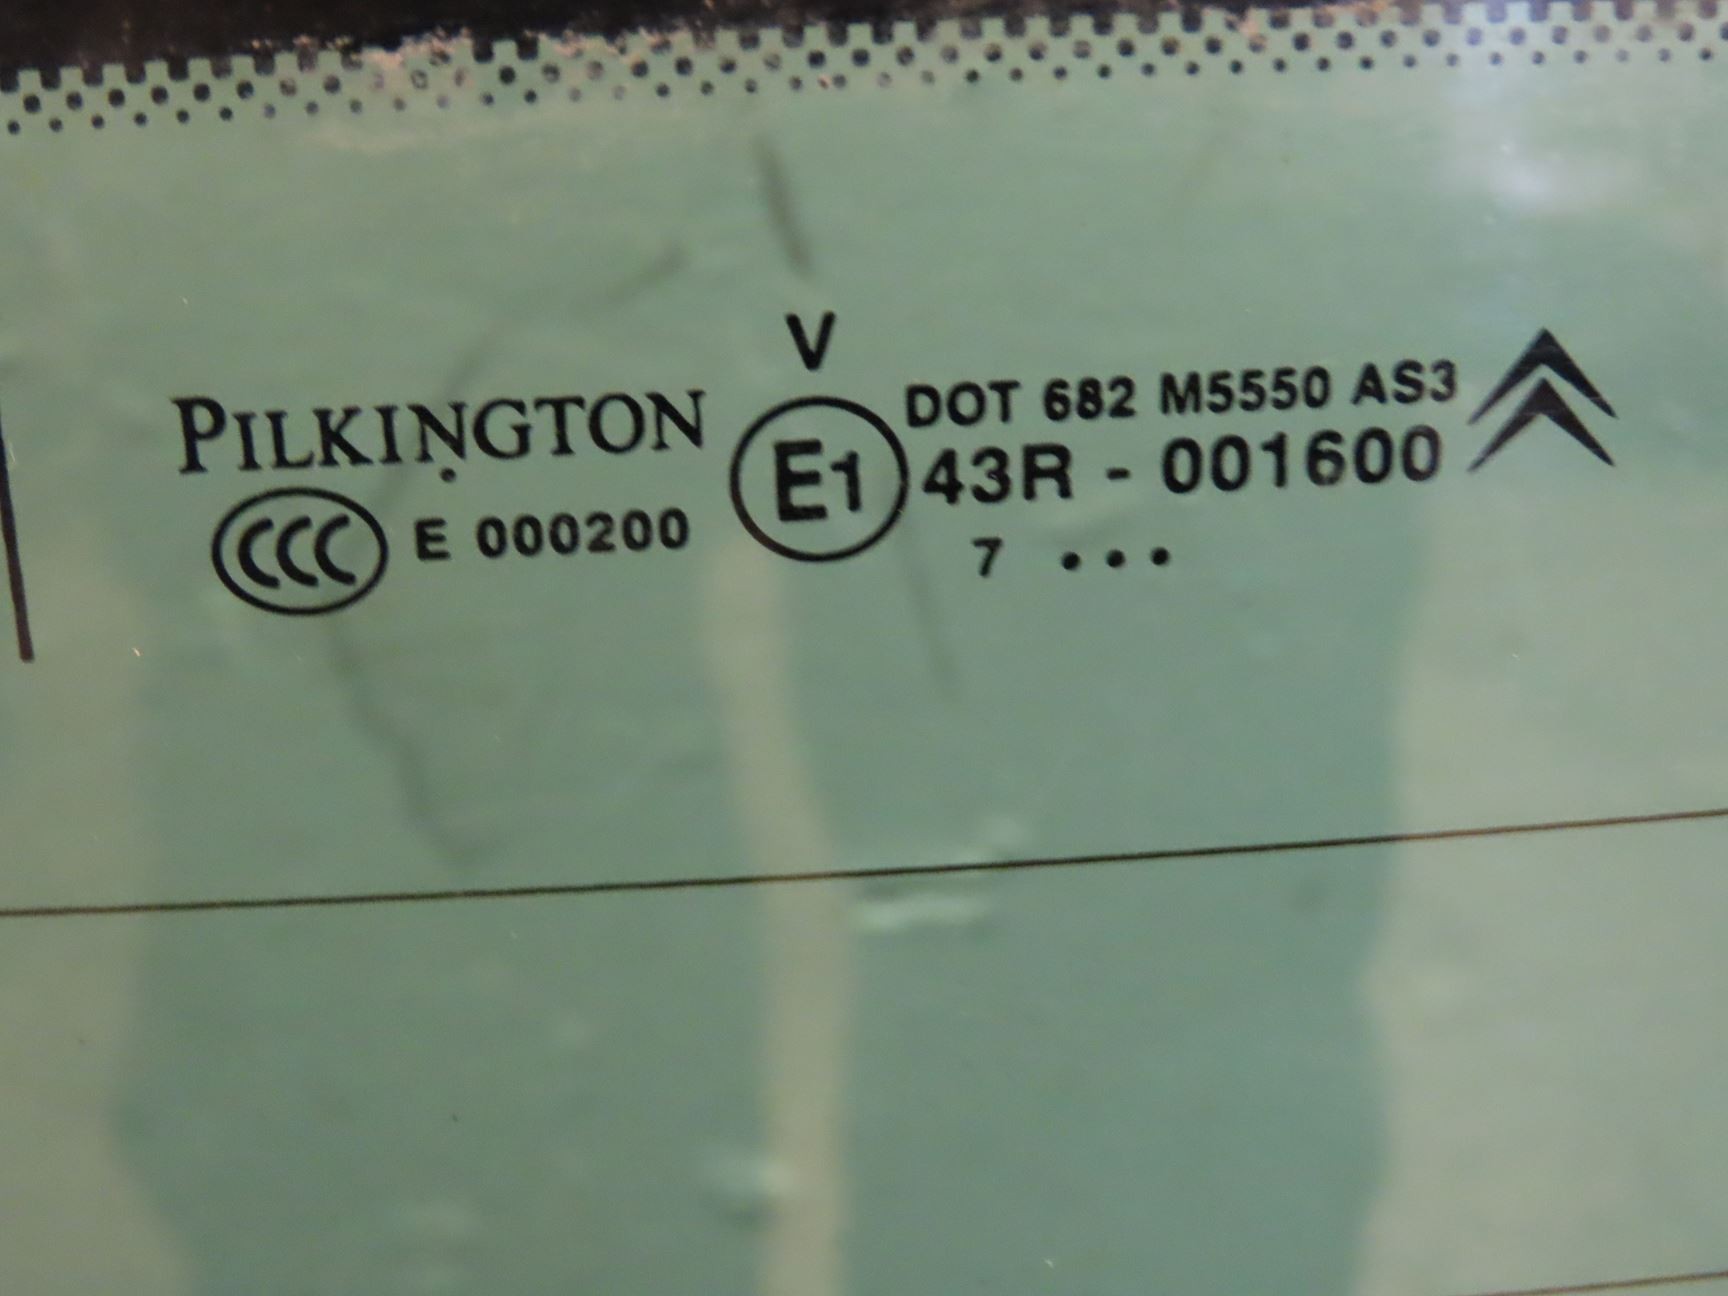 V
PILKINGTON
DOT 682 M5550 AS3
E1
43R - 001600
CCC E 000200
7 •••